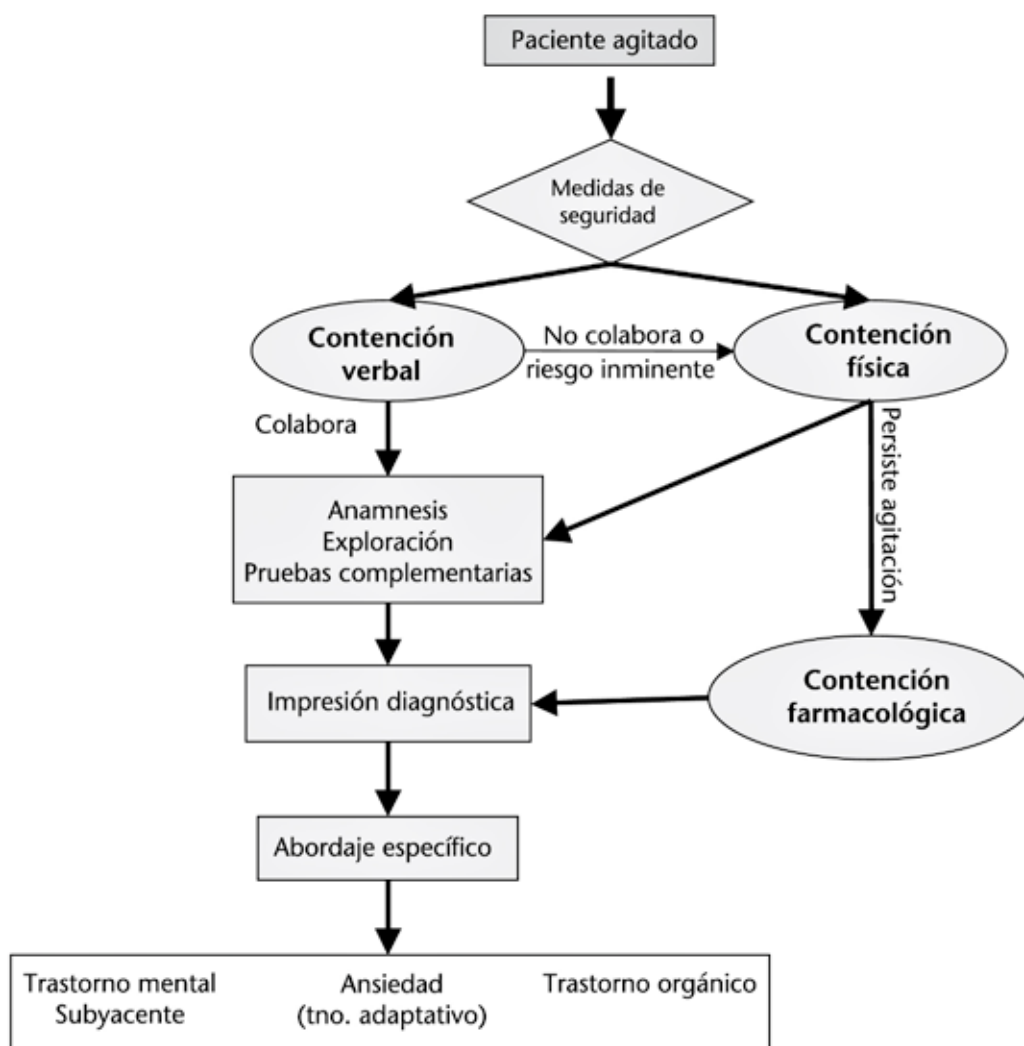 Paciente agitado
Medidas de
seguridad
Contención
verbal
No colabora o
riesgo inminente
Contención
física
Colabora
Persiste agitación
Anamnesis
Exploración
Pruebas complementarias
Contención
farmacológica
Impresión diagnóstica
Abordaje específico
Trastorno mental
Subyacente
Ansiedad
(tno. adaptativo)
Trastorno orgánico